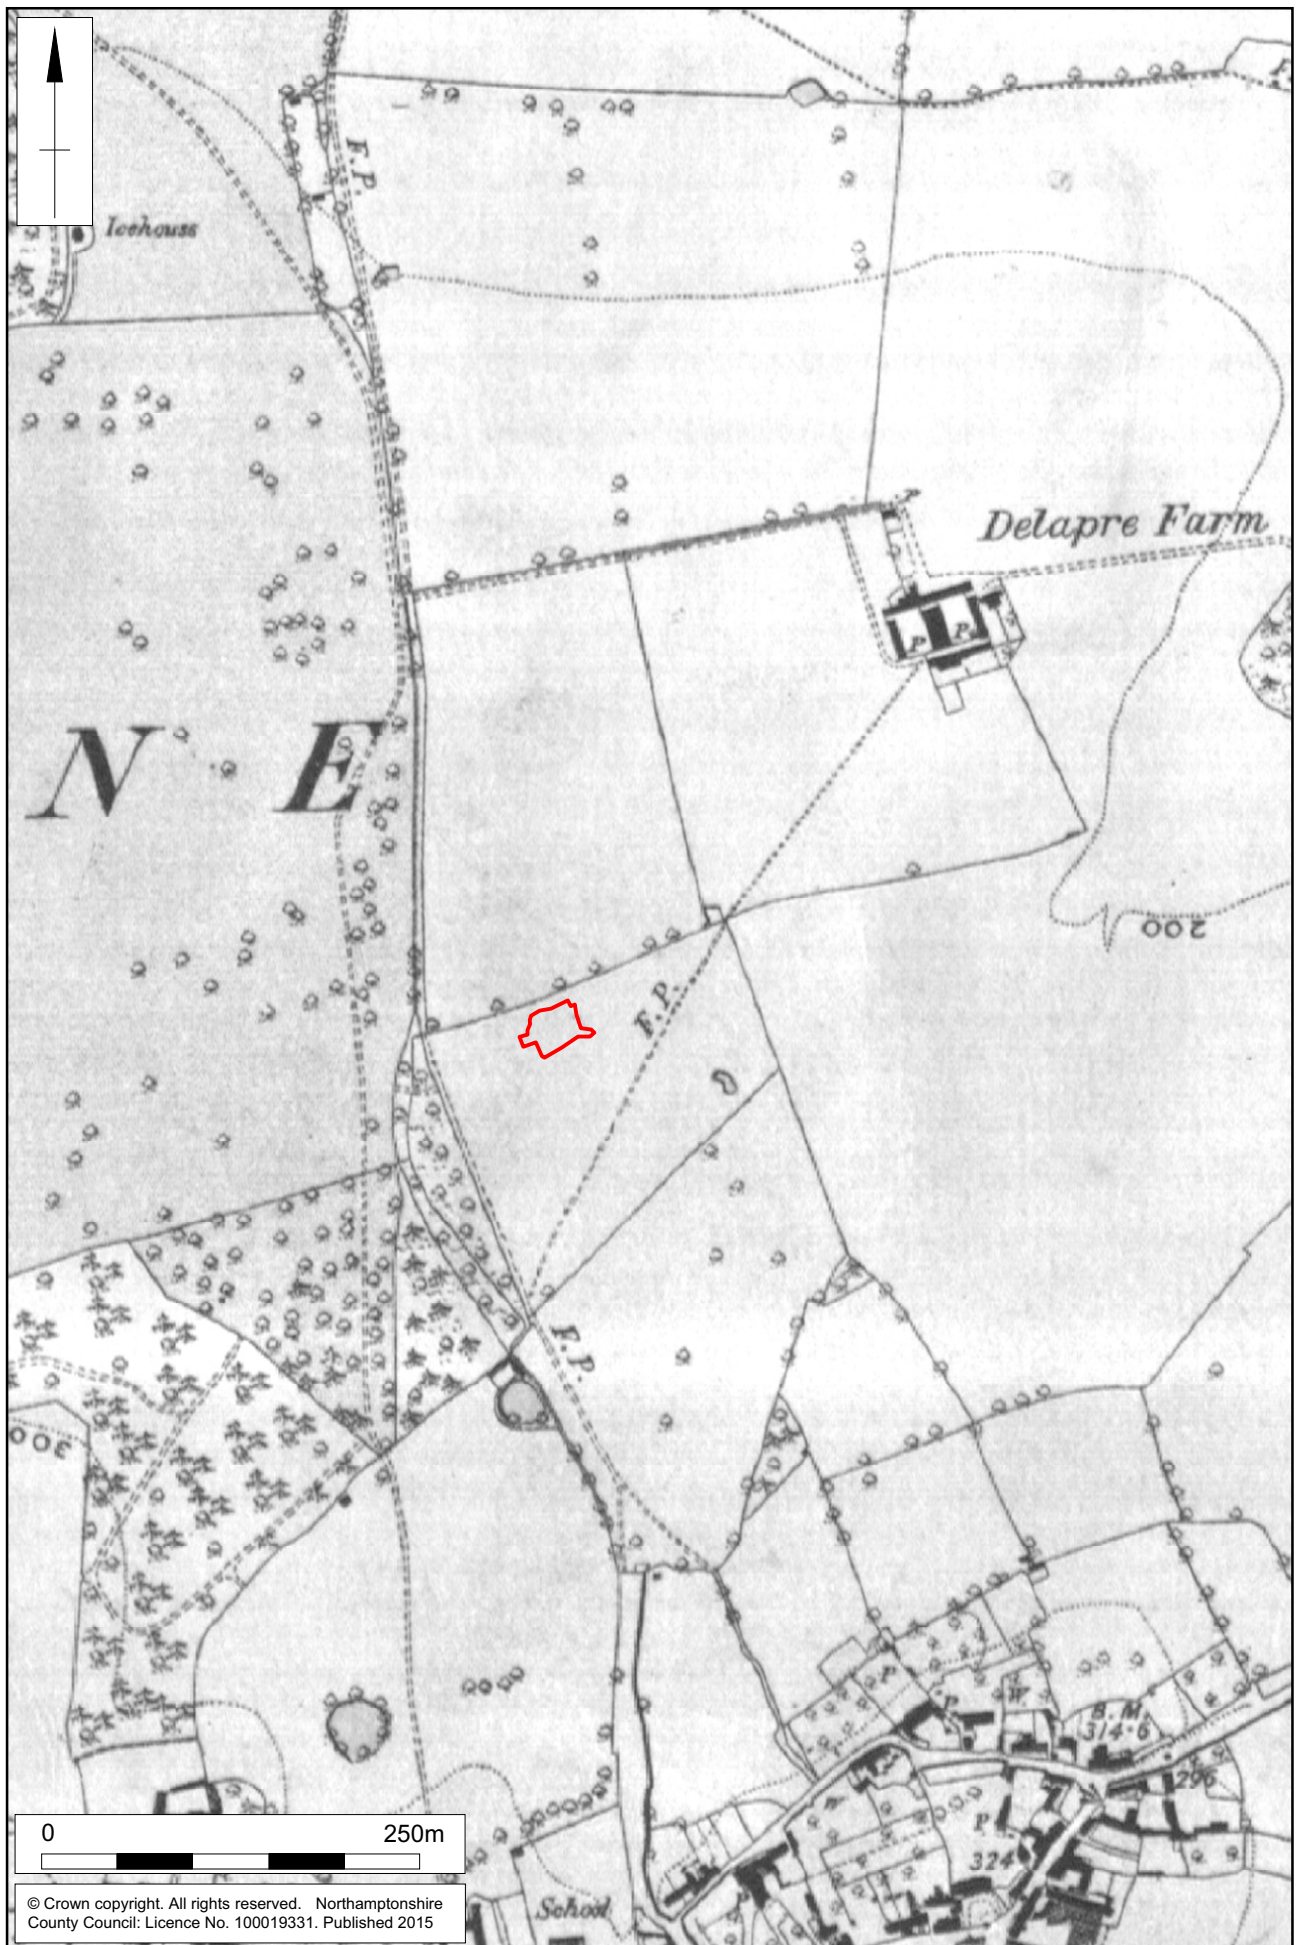 F.P.
Icehouse
Delapre Farm
P
P
N E
200
F.P.
F.P.
300
P
P
W
B.M.
314·6
296
P
324
School
0 250m
© Crown copyright. All rights reserved. Northamptonshire
County Council: Licence No. 100019331. Published 2015